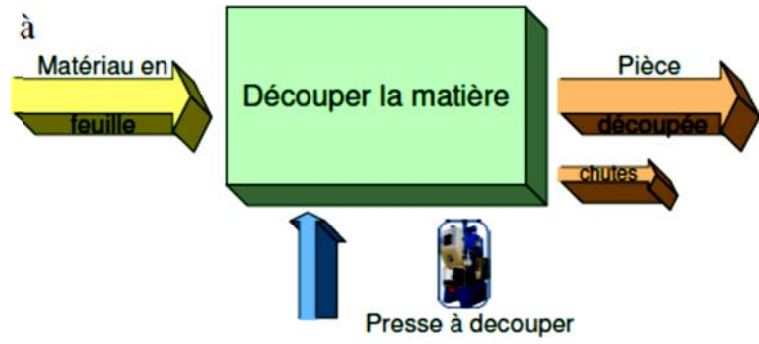 à
Matériau en
feuille
Découper la matière
Pièce
découpée
chutes
Presse à decouper